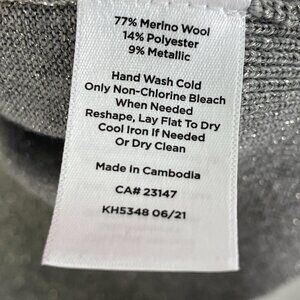 77% Merino Wool
14% Polyester
9% Metallic
Hand Wash Cold
Only Non-Chlorine Bleach
When Needed
Reshape, Lay Flat To Dry
Cool Iron If Needed
Or Dry Clean
Made in Cambodia
CA# 23147
KH5348 06/21